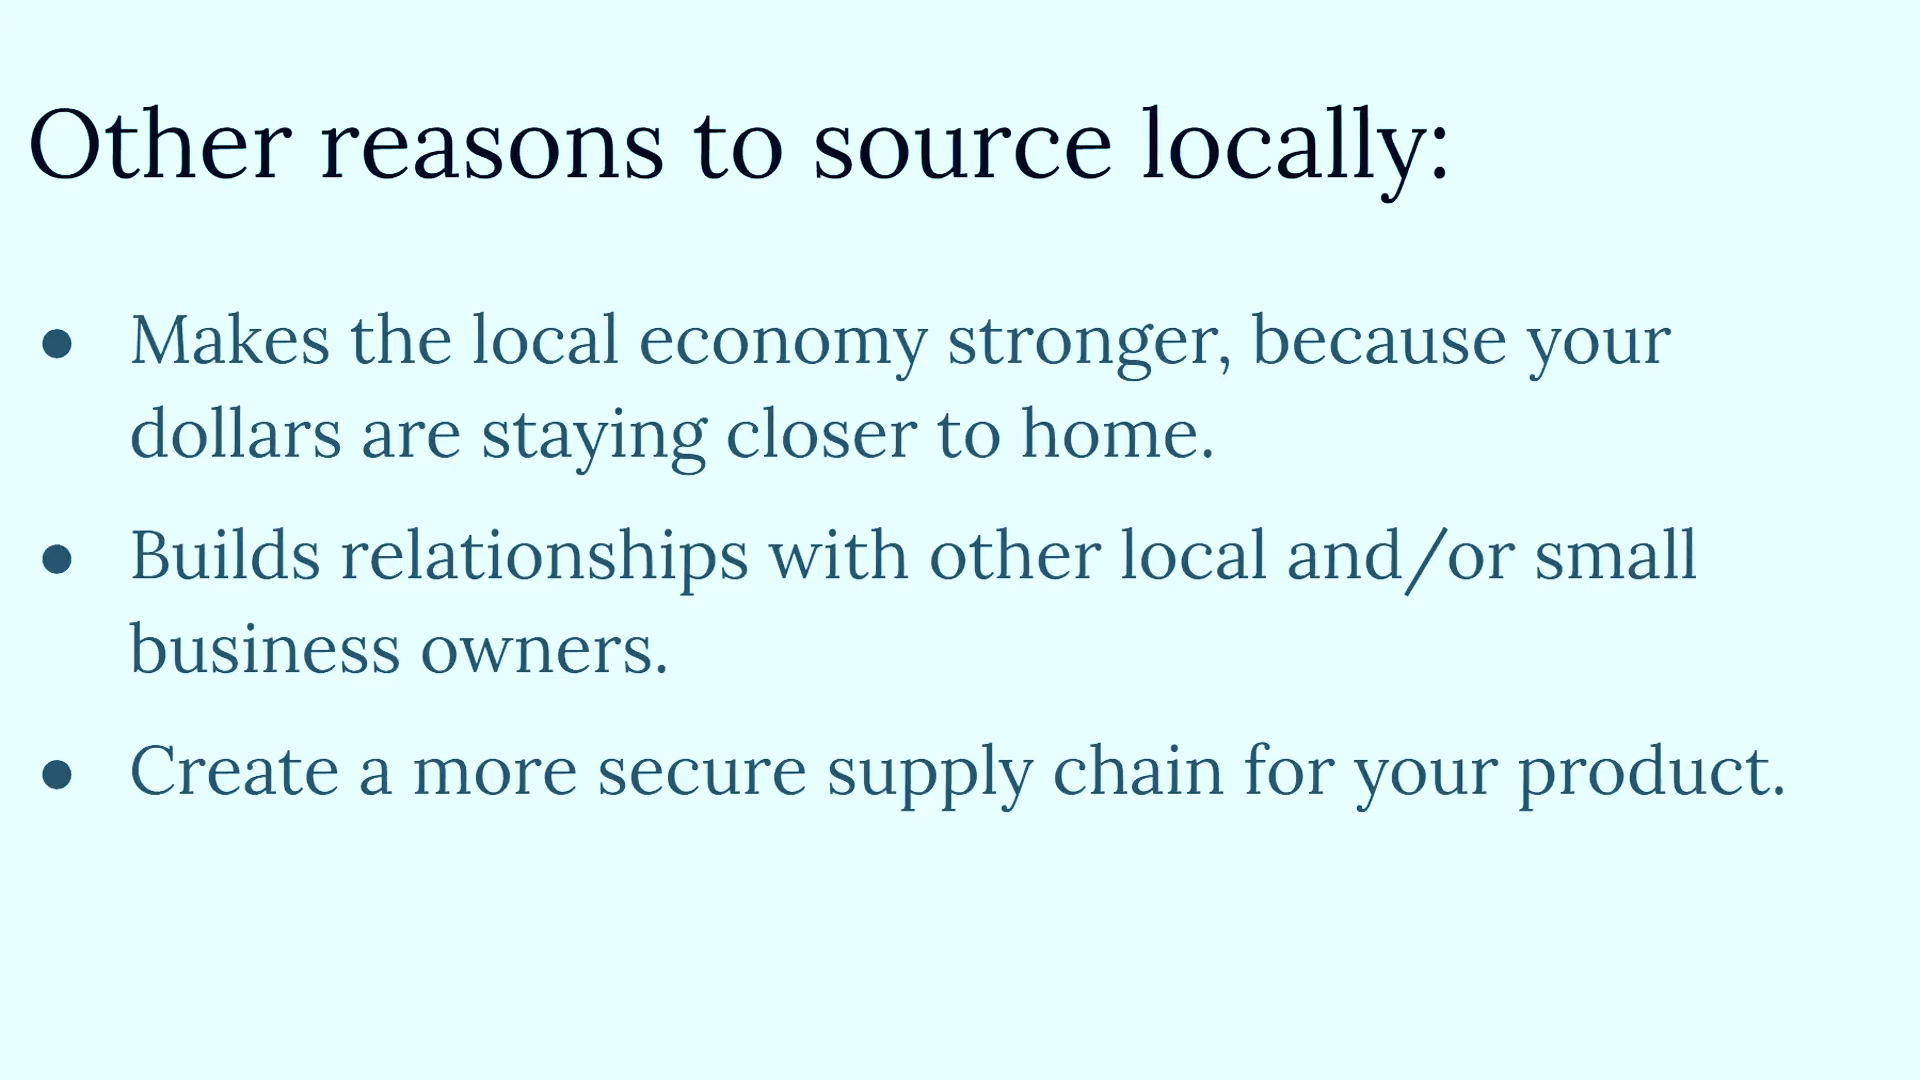 Other reasons to source locally:
● Makes the local economy stronger, because your
dollars are staying closer to home.
● Builds relationships with other local and/or small
business owners.
● Create a more secure supply chain for your product.